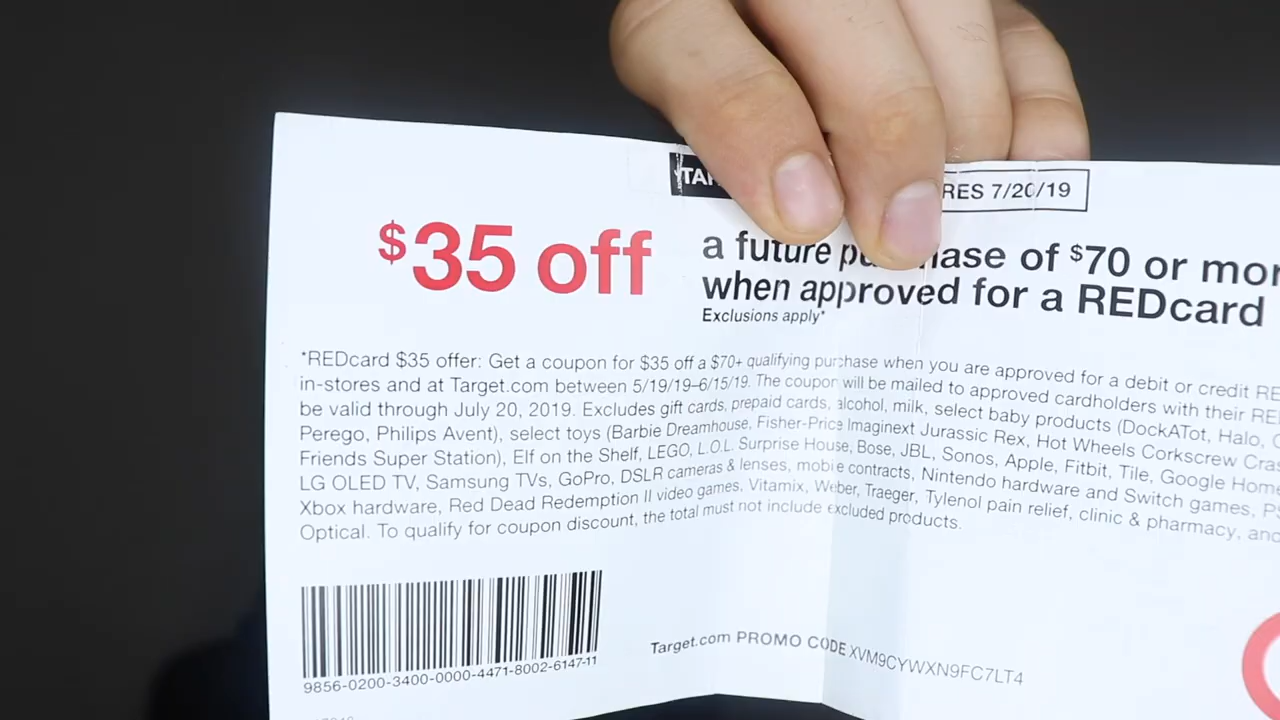 RES 7/20/19
$35 off
a future of $70 or
when approved for a REDcard
Exclusions apply*
*REDcard $35 offer: Get a coupon for $35 off a $70+ qualifying purchase when you are approved for a debit or credit
in-stores and at Target.com between 5/19/19–6/15/19. The coupon will be mailed to approved cardholders with their
be valid through July 20, 2019. Excludes gift cards, prepaid cards, alcohol, milk, select baby products (DockATot, Halo,
Perego, Philips Avent), select toys (Barbie Dreamhouse, Fisher-Price Imaginext Jurassic Rex, Hot Wheels Corkscrew
Friends Super Station), Elf on the Shelf, LEGO, L.O.L. Surprise House, Bose, JBL, Sonos, Apple, Fitbit, Tile, Google Home
LG OLED TV, Samsung TVs, GoPro, DSLR cameras & lenses, mobile contracts, Nintendo hardware and Switch games,
Xbox hardware, Red Dead Redemption II video games, Vitamix, Weber, Traeger, Tylenol pain relief, clinic & pharmacy, and
Optical. To qualify for coupon discount, the total must not include excluded products.
9856-0200-3400-0000-4471-8002-6147-11
Target.com PROMO CODE XVM9CYWXN9FC7LT4